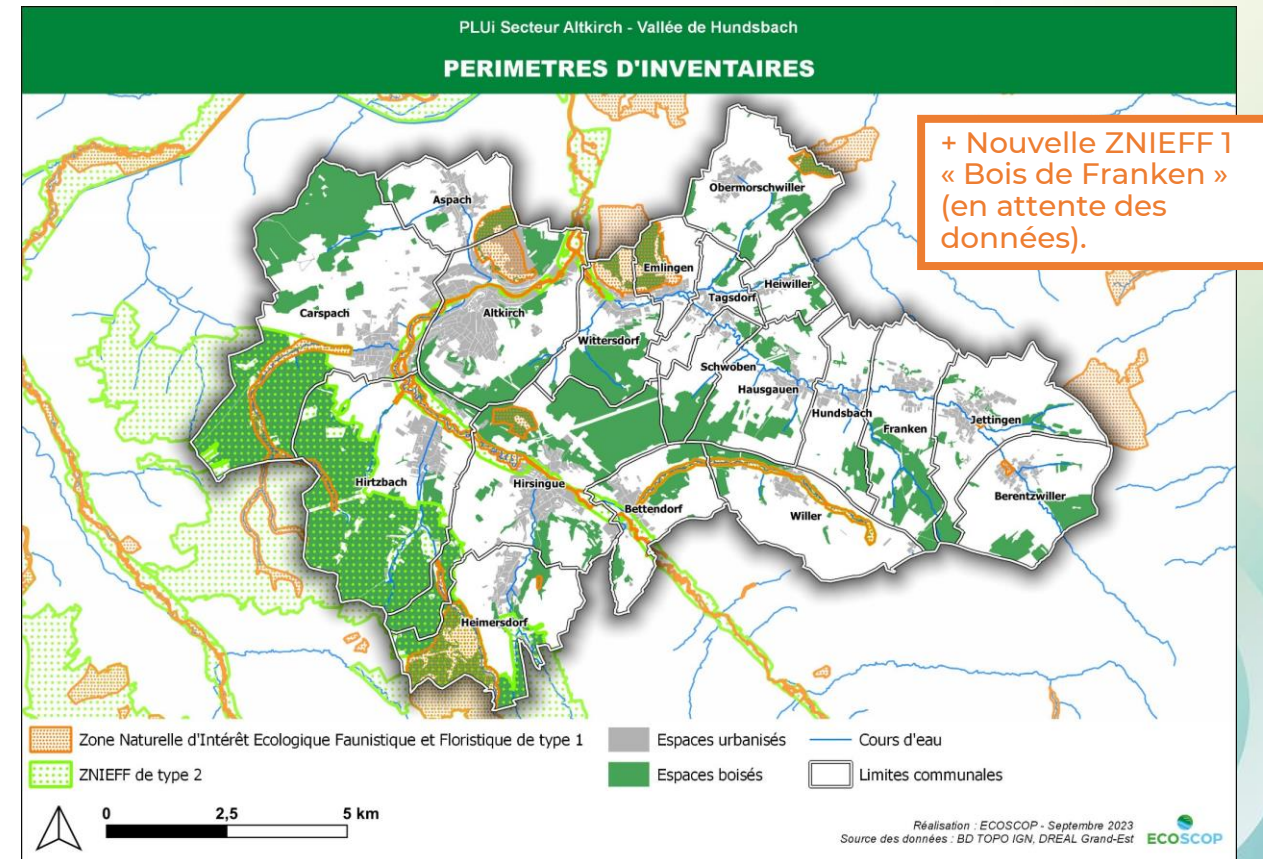 PLUi Secteur Altkirch - Vallée de Hundsbach
PERIMETRES D'INVENTAIRES
+ Nouvelle ZNIEFF 1
« Bois de Franken »
(en attente des
données).
Obermorschwiller
Aspach
Emlingen
Heiwiller
Tagsdorf
Carspach
Altkirch
Wittersdorf
Schwoben
Hausgauen
Hundsbach
Jettingen
Franken
Hirtzbach
Hirsingue
Berentzwiller
Bettendorf
Willer
Heimersdorf
Zone Naturelle d'Intérêt Ecologique Faunistique et Floristique de type 1
ZNIEFF de type 2
Espaces urbanisés
Espaces boisés
Cours d'eau
Limites communales
0 2,5 5 km
Réalisation : ECOSCOP - Septembre 2023
Source des données : BD TOPO IGN, DREAL Grand-Est
ECOSCOP